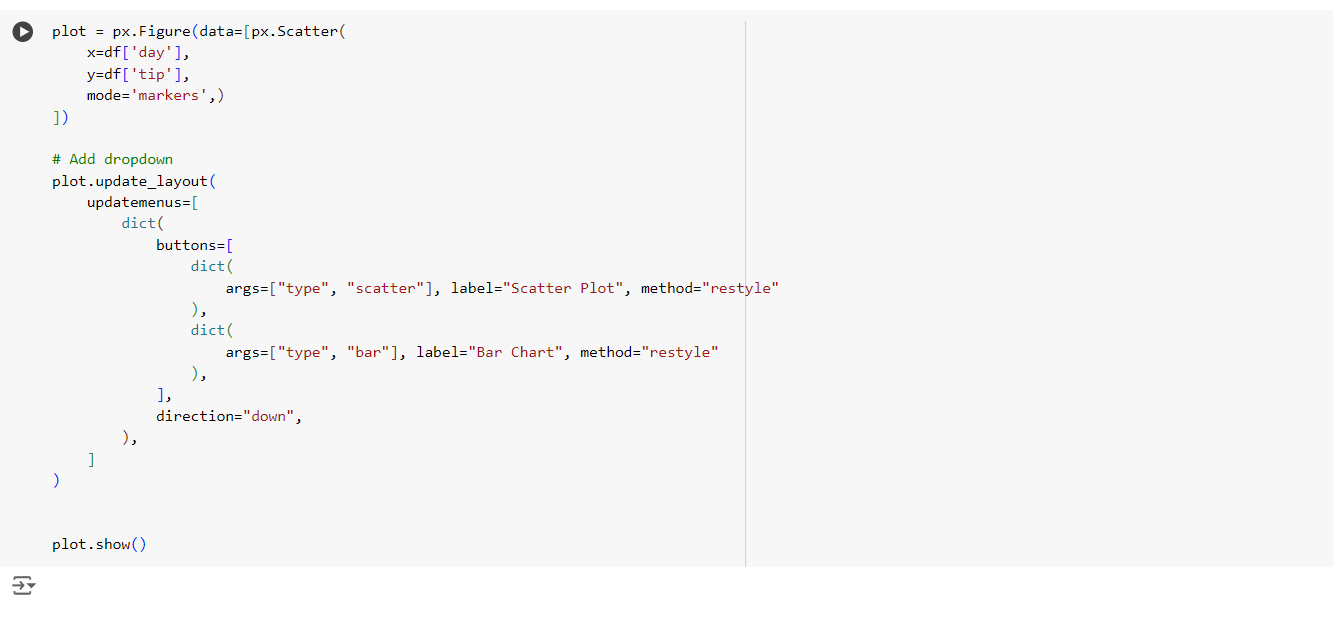 plot = px.Figure(data=[px.Scatter(
    x=df['day'],
    y=df['tip'],
    mode='markers',)
])

# Add dropdown
plot.update_layout(
    updatemenus=[
        dict(
            buttons=[
                dict(
                    args=["type", "scatter"], label="Scatter Plot", method="restyle"
                ),
                dict(
                    args=["type", "bar"], label="Bar Chart", method="restyle"
                ),
            ],
            direction="down",
        ),
    ]
)


plot.show()